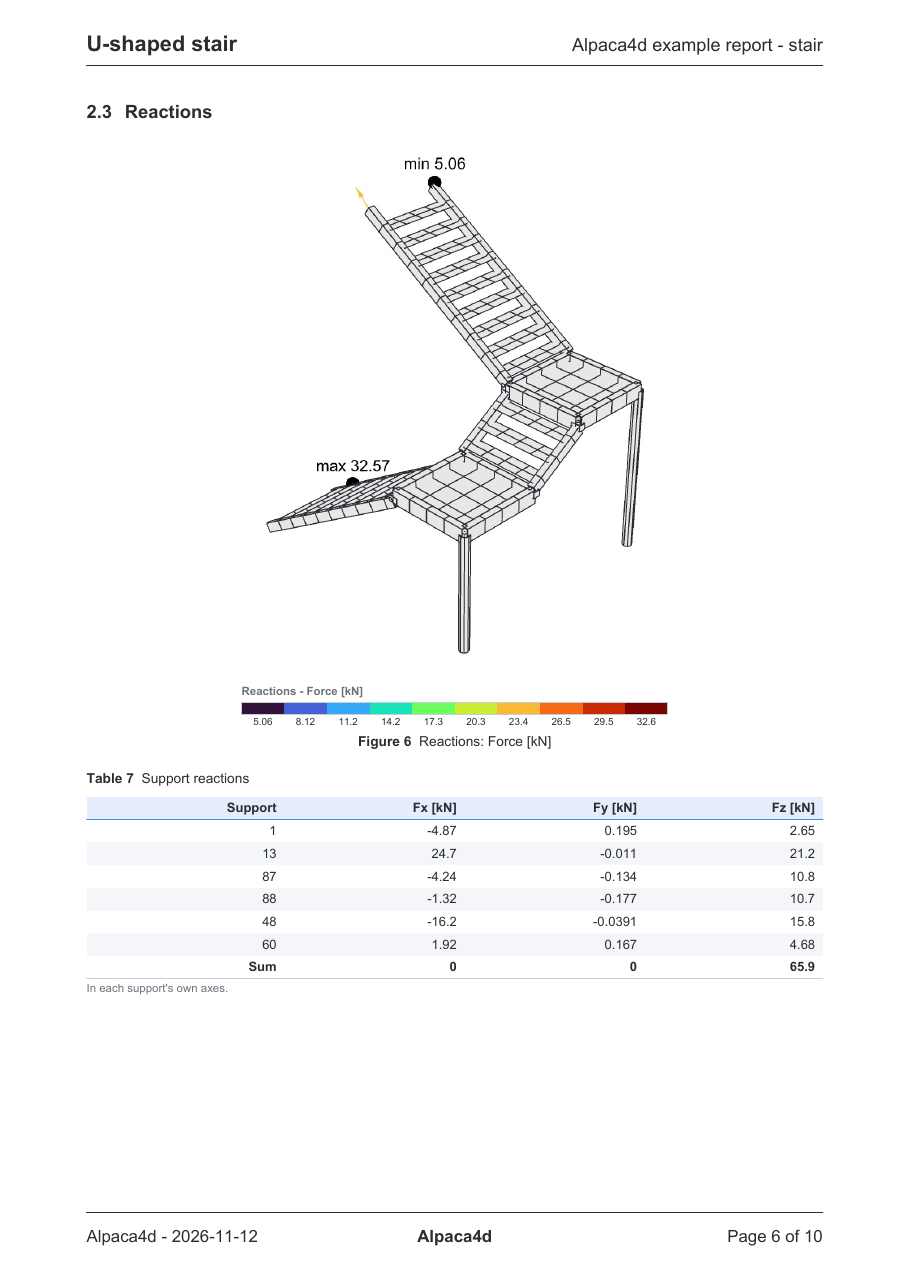 U-shaped stair Alpaca4d example report - stair
2.3 Reactions
min 5.06
max 32.57
Reactions - Force [kN]
5.06 8.12 11.2 14.2 17.3 20.3 23.4 26.5 29.5 32.6
Figure 6 Reactions: Force [kN]
Table 7 Support reactions
Support Fx [kN] Fy [kN] Fz [kN]
1 -4.87 0.195 2.65
13 24.7 -0.011 21.2
87 -4.24 -0.134 10.8
88 -1.32 -0.177 10.7
48 -16.2 -0.0391 15.8
60 1.92 0.167 4.68
Sum 0 0 65.9
In each support's own axes.
Alpaca4d - 2026-11-12 Alpaca4d Page 6 of 10